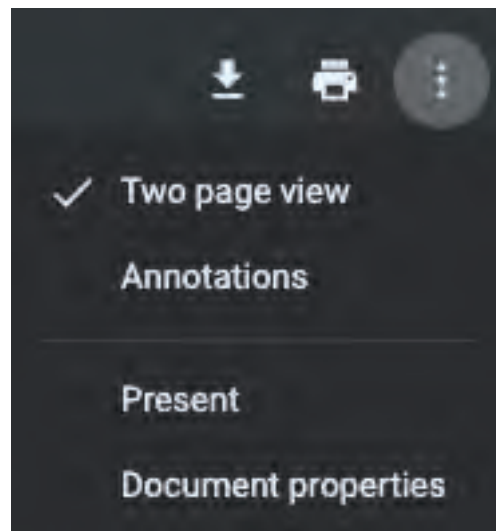 Two page view
Annotations
Present
Document properties